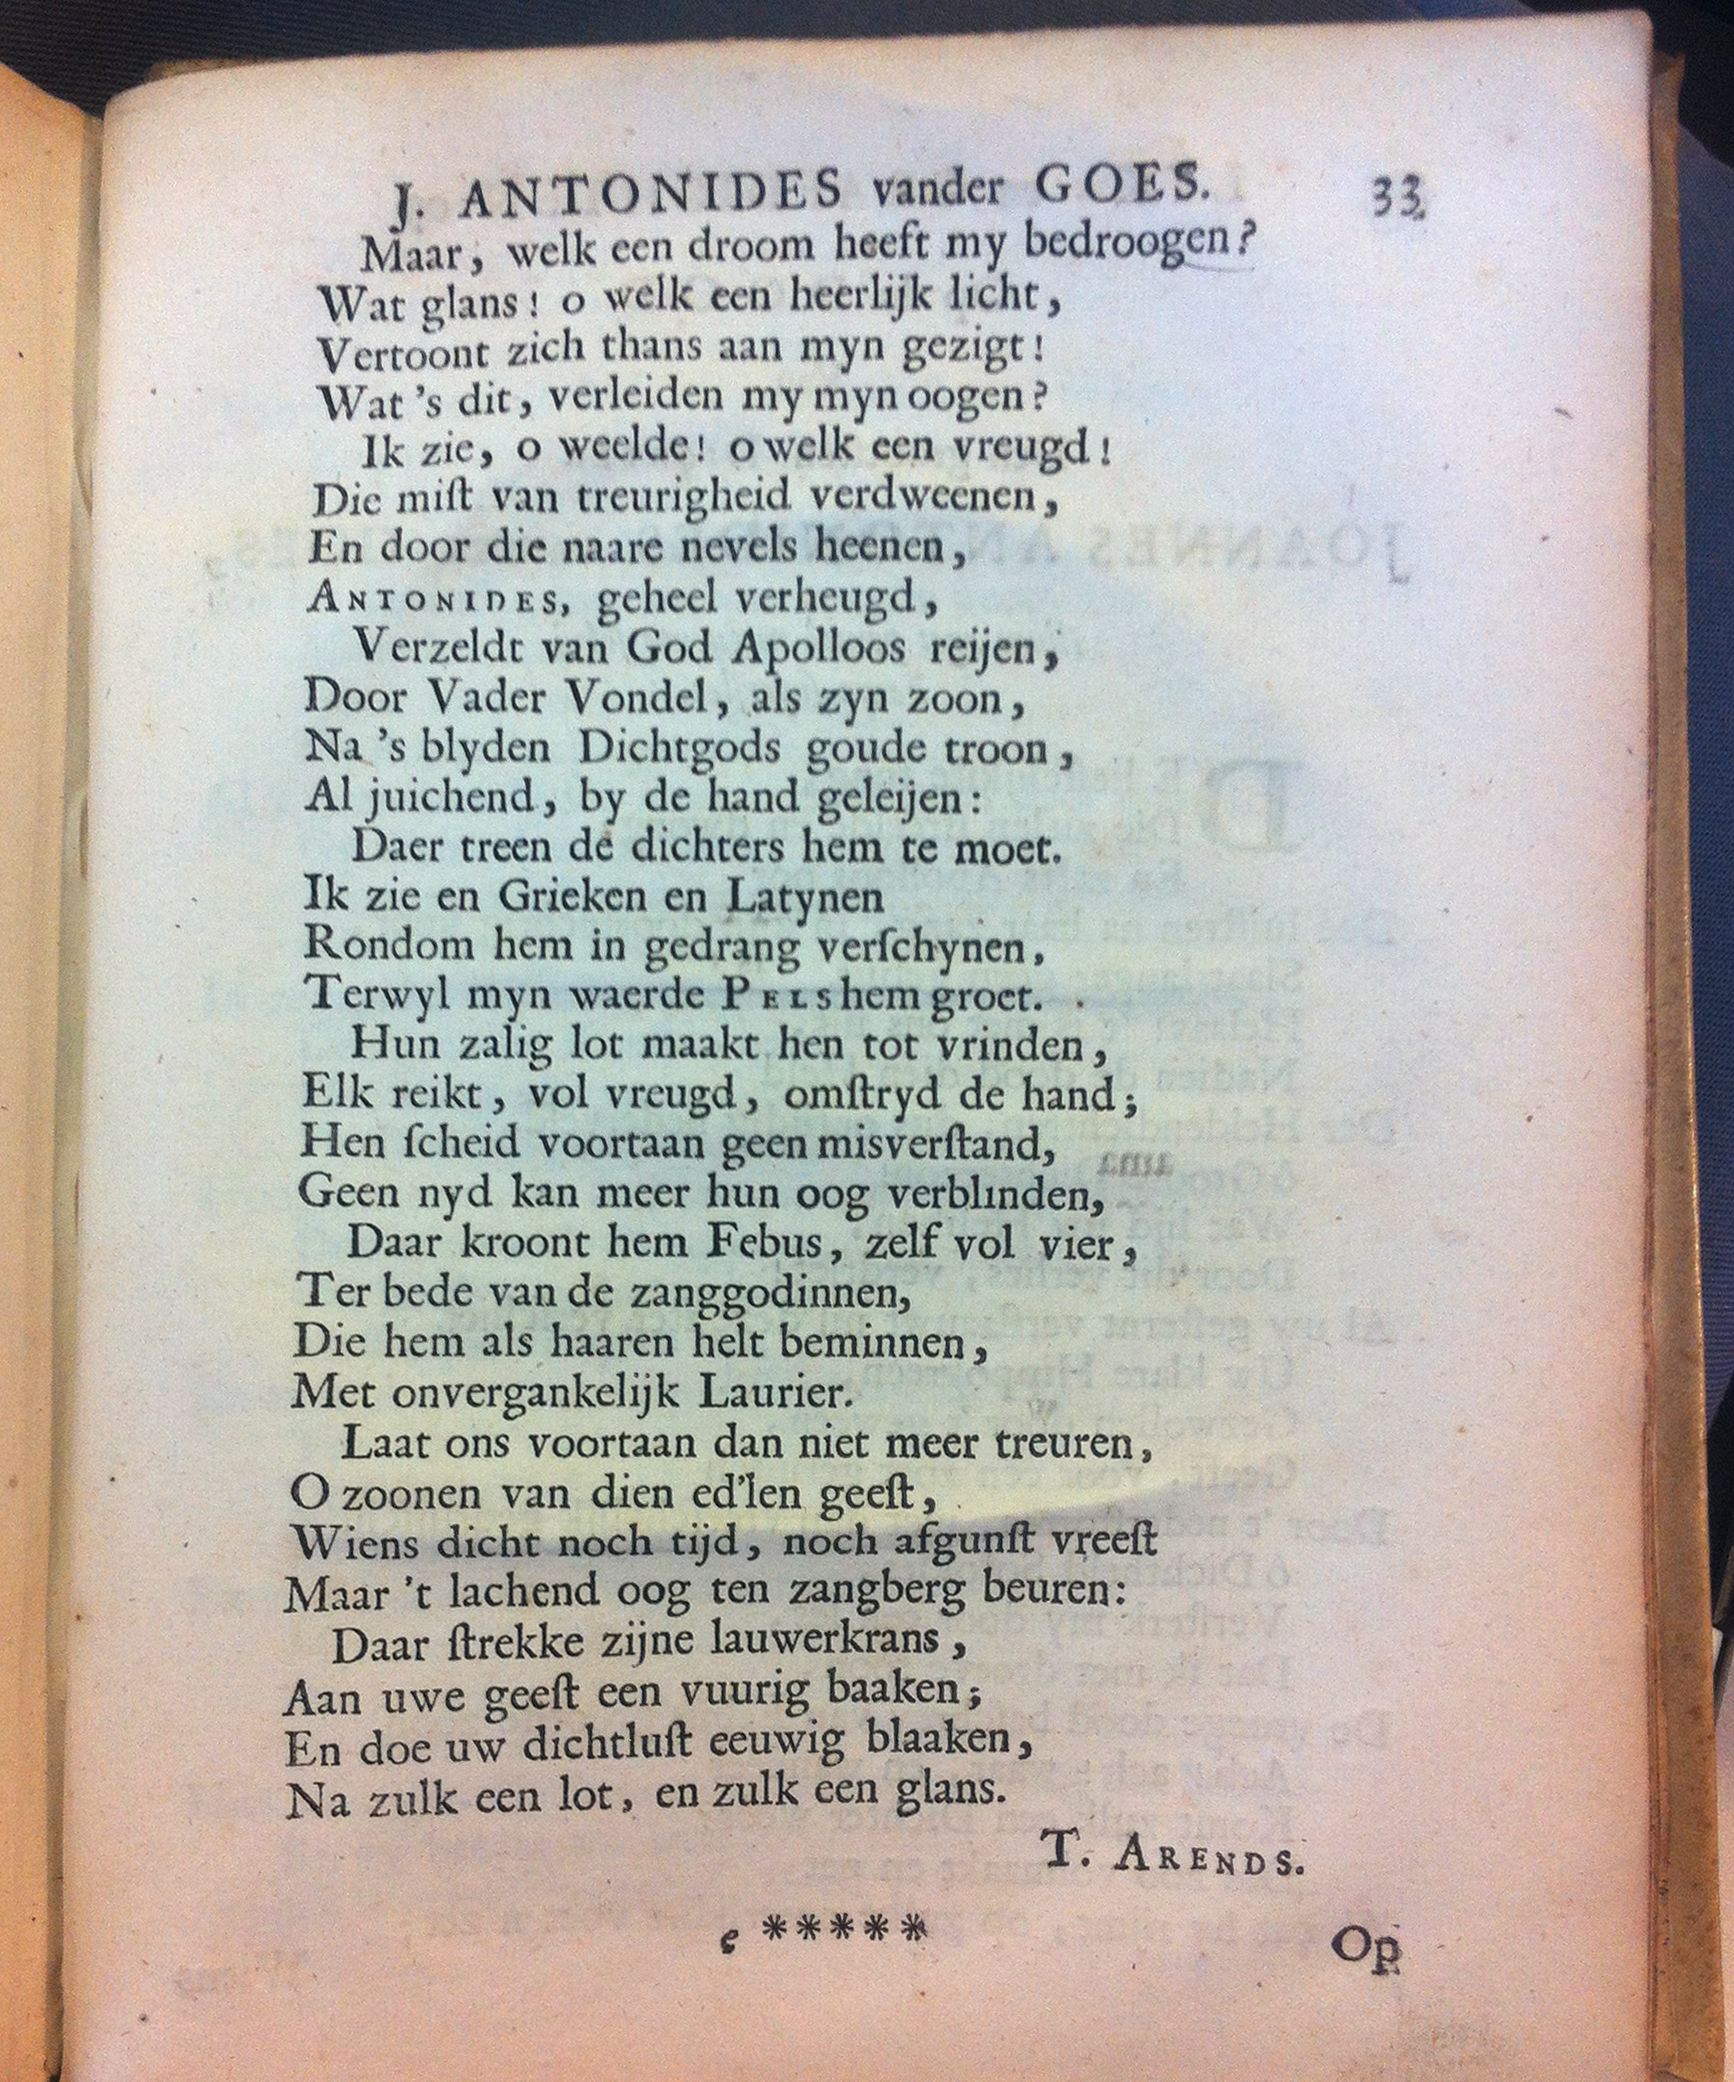 J. ANTONIDES vander GOES. 33.
Maar, welk een droom heeft my bedroogen?
Wat glans! o welk een heerlijk licht,
Vertoont zich thans aan myn gezigt!
Wat 's dit, verleiden my myn oogen?
Ik zie, o weelde! o welk een vreugd!
Die miſt van treurigheid verdweenen,
En door die naare nevels heenen,
ANTONIDES, geheel verheugd,
Verzeldt van God Apolloos reijen,
Door Vader Vondel, als zyn zoon,
Na 's blyden Dichtgods goude troon,
Al juichend, by de hand geleijen:
Daer treen de dichters hem te moet.
Ik zie en Grieken en Latynen
Rondom hem in gedrang verſchynen,
Terwyl myn waerde PELS hem groet.
Hun zalig lot maakt hen tot vrinden,
Elk reikt, vol vreugd, omſtryd de hand;
Hen ſcheid voortaan geen misverſtand,
Geen nyd kan meer hun oog verblınden,
Daar kroont hem Febus, zelf vol vier,
Ter bede van de zanggodinnen,
Die hem als haaren helt beminnen,
Met onvergankelijk Laurier.
Laat ons voortaan dan niet meer treuren,
O zoonen van dien ed'len geeſt,
Wiens dicht noch tijd, noch afgunſt vreeſt
Maar 't lachend oog ten zangberg beuren:
Daar ſtrekke zijne lauwerkrans,
Aan uwe geeſt een vuurig baaken;
En doe uw dichtluſt eeuwig blaaken,
Na zulk een lot, en zulk een glans.
T. ARENDS.
e ***** Op